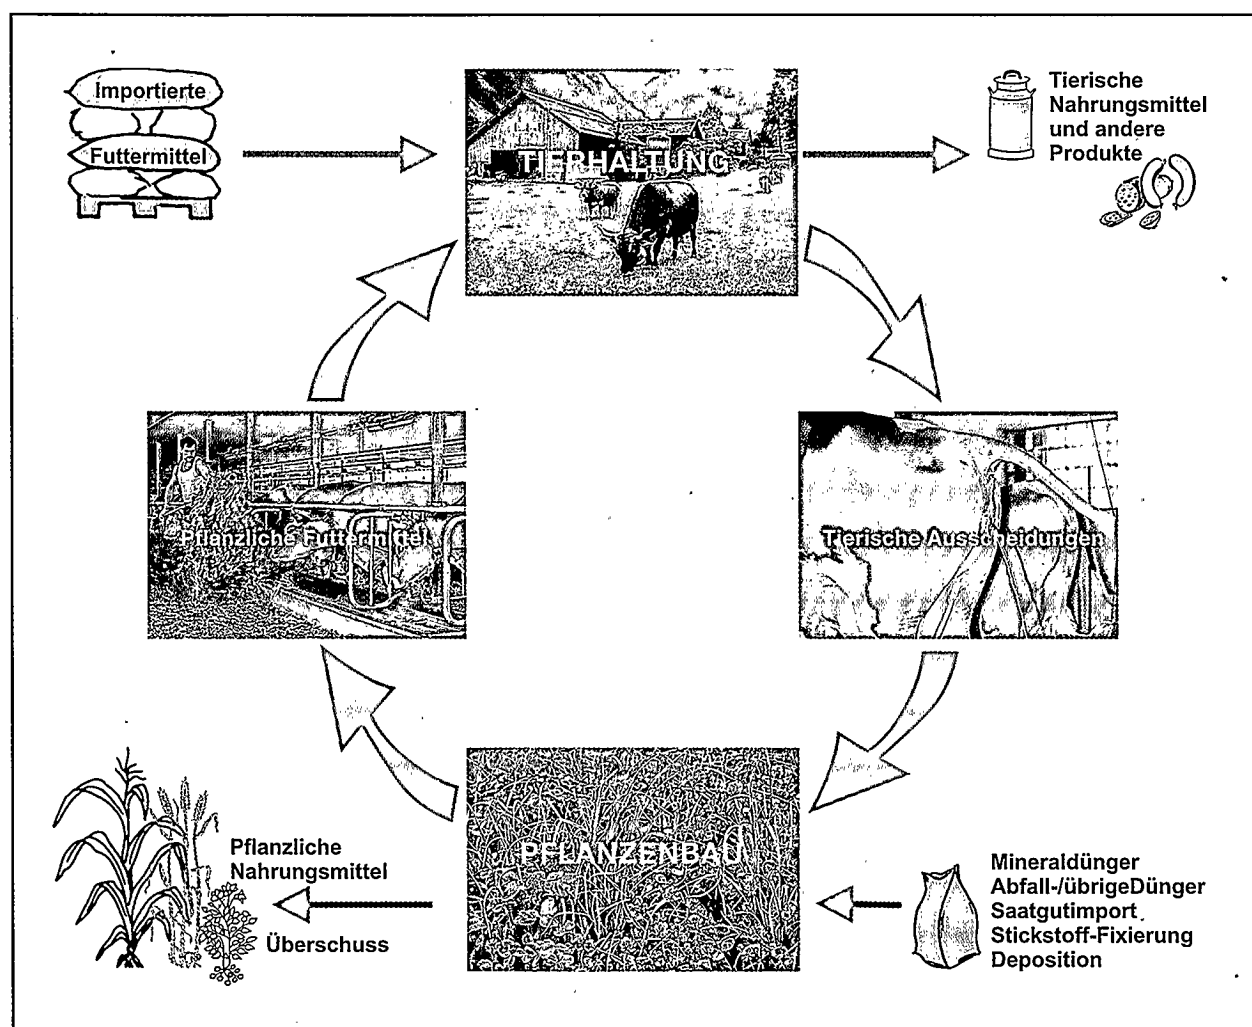 Importierte
Futtermittel
TIERHALTUNG
Tierische
Nahrungsmittel
und andere
Produkte
Pflanzliche Futtermittel
Tierische Ausscheidungen
PFLANZENBAU
Pflanzliche
Nahrungsmittel
Überschuss
Mineraldünger
Abfall-/übrigeDünger
Saatgutimport
Stickstoff-Fixierung
Deposition